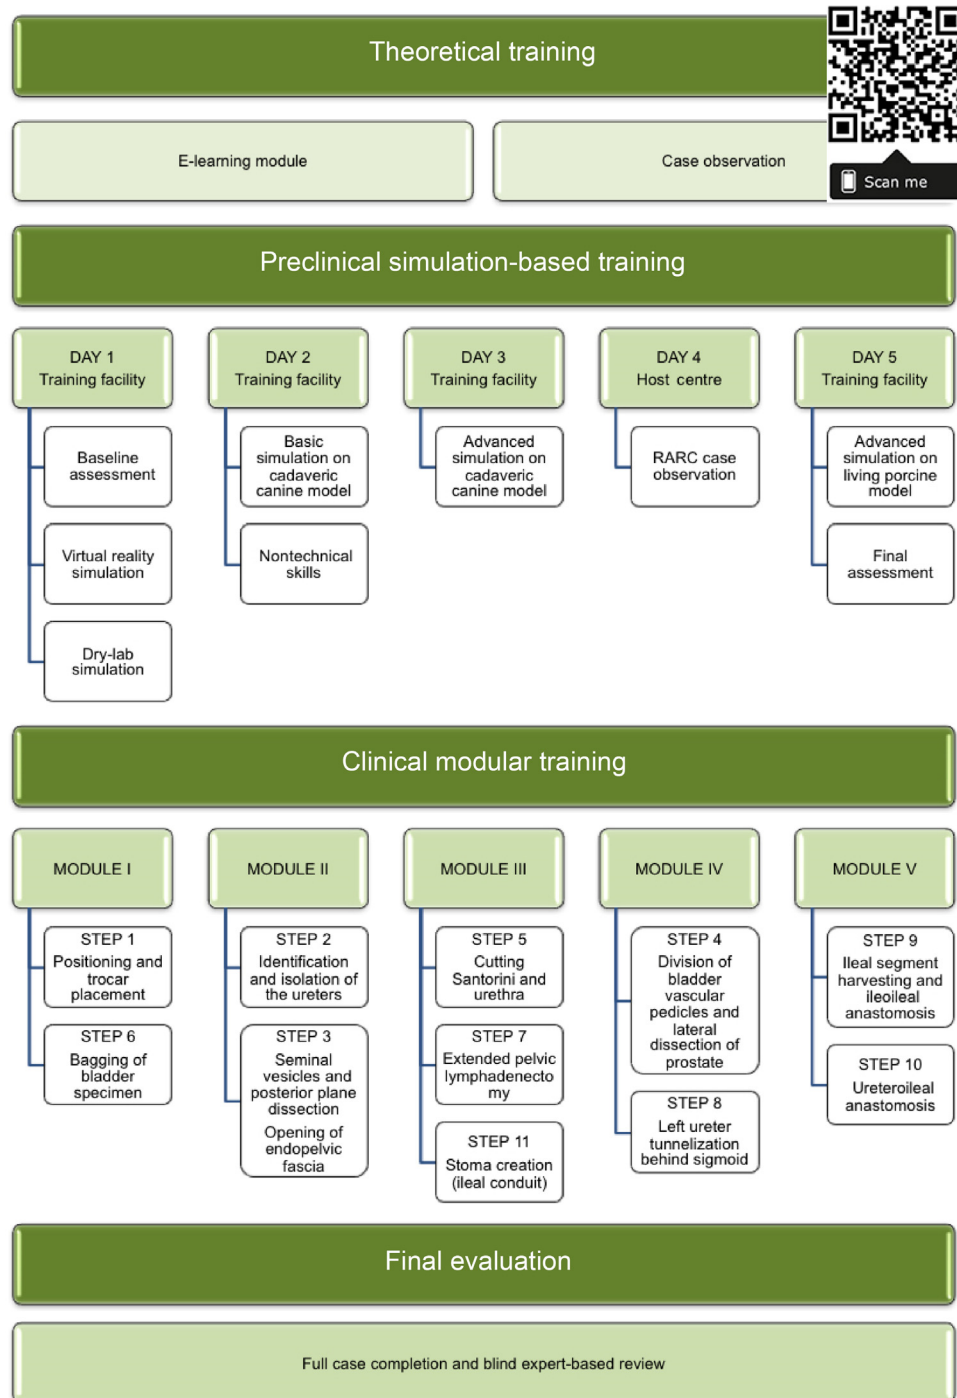 Theoretical training
E-learning module
Case observation
Scan me
Preclinical simulation-based training
DAY 1
Training facility
Baseline
assessment
Virtual reality
simulation
Dry-lab
simulation
DAY 2
Training facility
Basic
simulation on
cadaveric
canine model
Nontechnical
skills
DAY 3
Training facility
Advanced
simulation on
cadaveric
canine model
DAY 4
Host centre
RARC case
observation
DAY 5
Training facility
Advanced
simulation on
living porcine
model
Final
assessment
Clinical modular training
MODULE I
STEP 1
Positioning and
trocar
placement
STEP 6
Bagging of
bladder
specimen
MODULE II
STEP 2
Identification
and isolation of
the ureters
STEP 3
Seminal
vesicles and
posterior plane
dissection
Opening of
endopelvic
fascia
MODULE III
STEP 5
Cutting
Santorini and
urethra
STEP 7
Extended pelvic
lymphadenecto
my
STEP 11
Stoma creation
(ileal conduit)
MODULE IV
STEP 4
Division of
bladder
vascular
pedicles and
lateral
dissection of
prostate
STEP 8
Left ureter
tunnelization
behind sigmoid
MODULE V
STEP 9
Ileal segment
harvesting and
ileoileal
anastomosis
STEP 10
Ureteroileal
anastomosis
Final evaluation
Full case completion and blind expert-based review